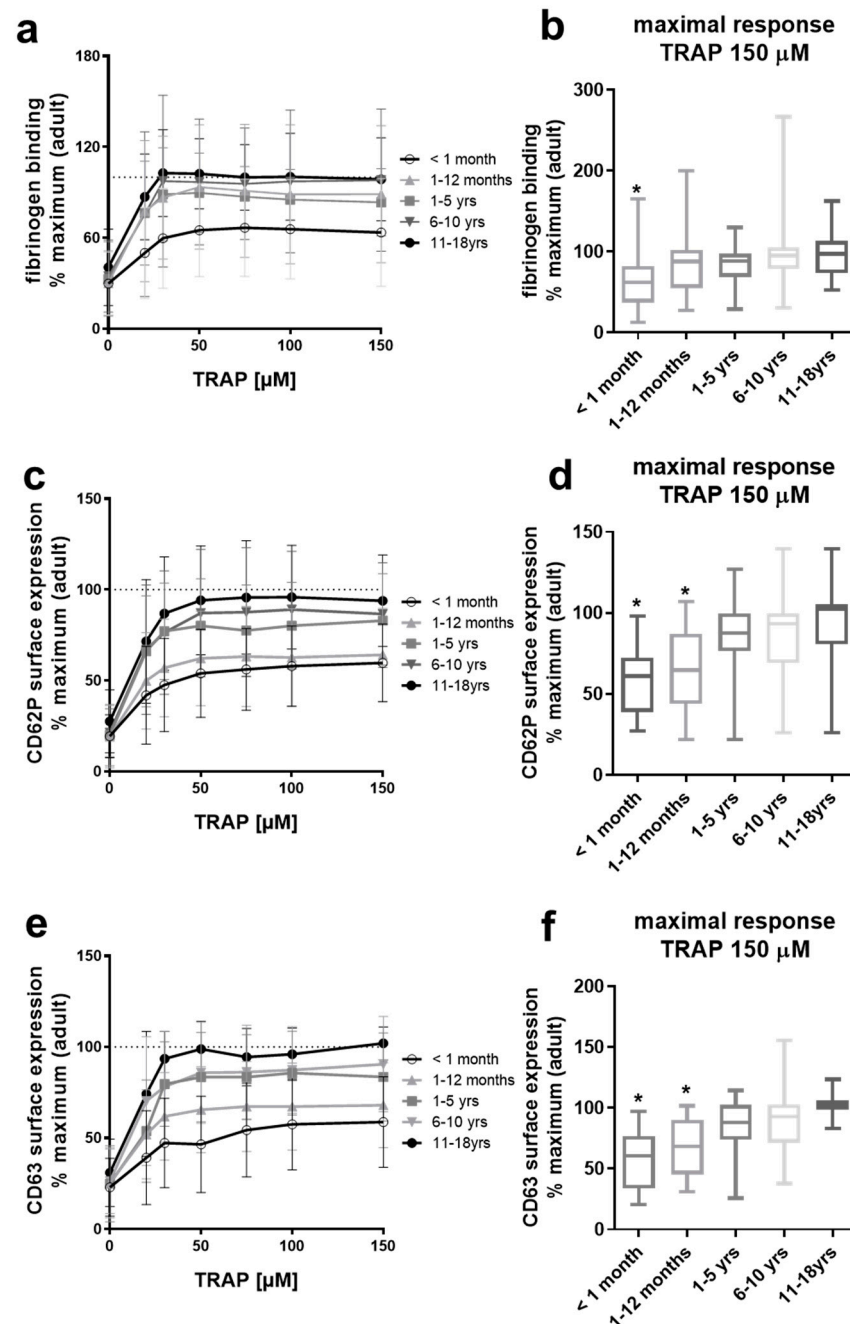 a
fibrinogen binding
% maximum (adult)
180
120
60
0
0
50
100
150
TRAP [µM]
< 1 month
1-12 months
1-5 yrs
6-10 yrs
11-18yrs
b
maximal response
TRAP 150 µM
fibrinogen binding
% maximum (adult)
300
200
100
0
*
< 1 month
1-12 months
1-5 yrs
6-10 yrs
11-18yrs
c
CD62P surface expression
% maximum (adult)
150
100
50
0
0
50
100
150
TRAP [µM]
< 1 month
1-12 months
1-5 yrs
6-10 yrs
11-18yrs
d
maximal response
TRAP 150 µM
CD62P surface expression
% maximum (adult)
150
100
50
0
*
*
< 1 month
1-12 months
1-5 yrs
6-10 yrs
11-18yrs
e
CD63 surface expression
% maximum (adult)
150
100
50
0
0
50
100
150
TRAP [µM]
< 1 month
1-12 months
1-5 yrs
6-10 yrs
11-18yrs
f
maximal response
TRAP 150 µM
CD63 surface expression
% maximum (adult)
200
150
100
50
0
*
*
< 1 month
1-12 months
1-5 yrs
6-10 yrs
11-18yrs